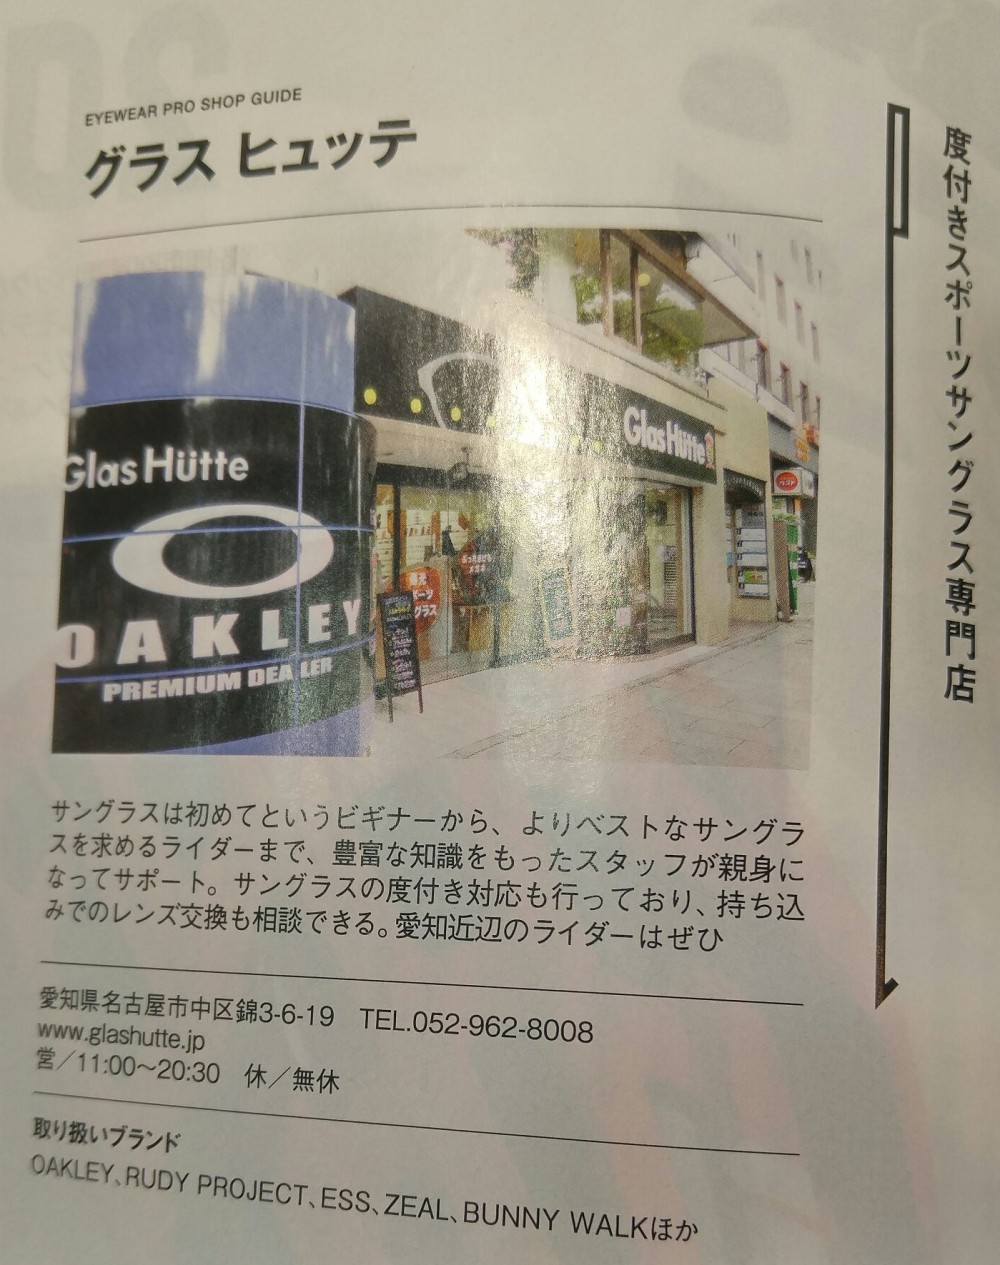 EYEWEAR PRO SHOP GUIDE
グラス ヒュッテ
度付きスポーツサングラス専門店
Glas Hütte
OAKLEY
PREMIUM DEALER
Glas Hütte
サングラスは初めてというビギナーから、よりベストなサングラ
スを求めるライダーまで、豊富な知識をもったスタッフが親身に
なってサポート。サングラスの度付き対応も行っており、持ち込
みでのレンズ交換も相談できる。愛知近辺のライダーはぜひ
愛知県名古屋市中区錦3-6-19 TEL.052-962-8008
www.glashutte.jp
営／11:00〜20:30 休／無休
取り扱いブランド
OAKLEY、RUDY PROJECT、ESS、ZEAL、BUNNY WALKほか